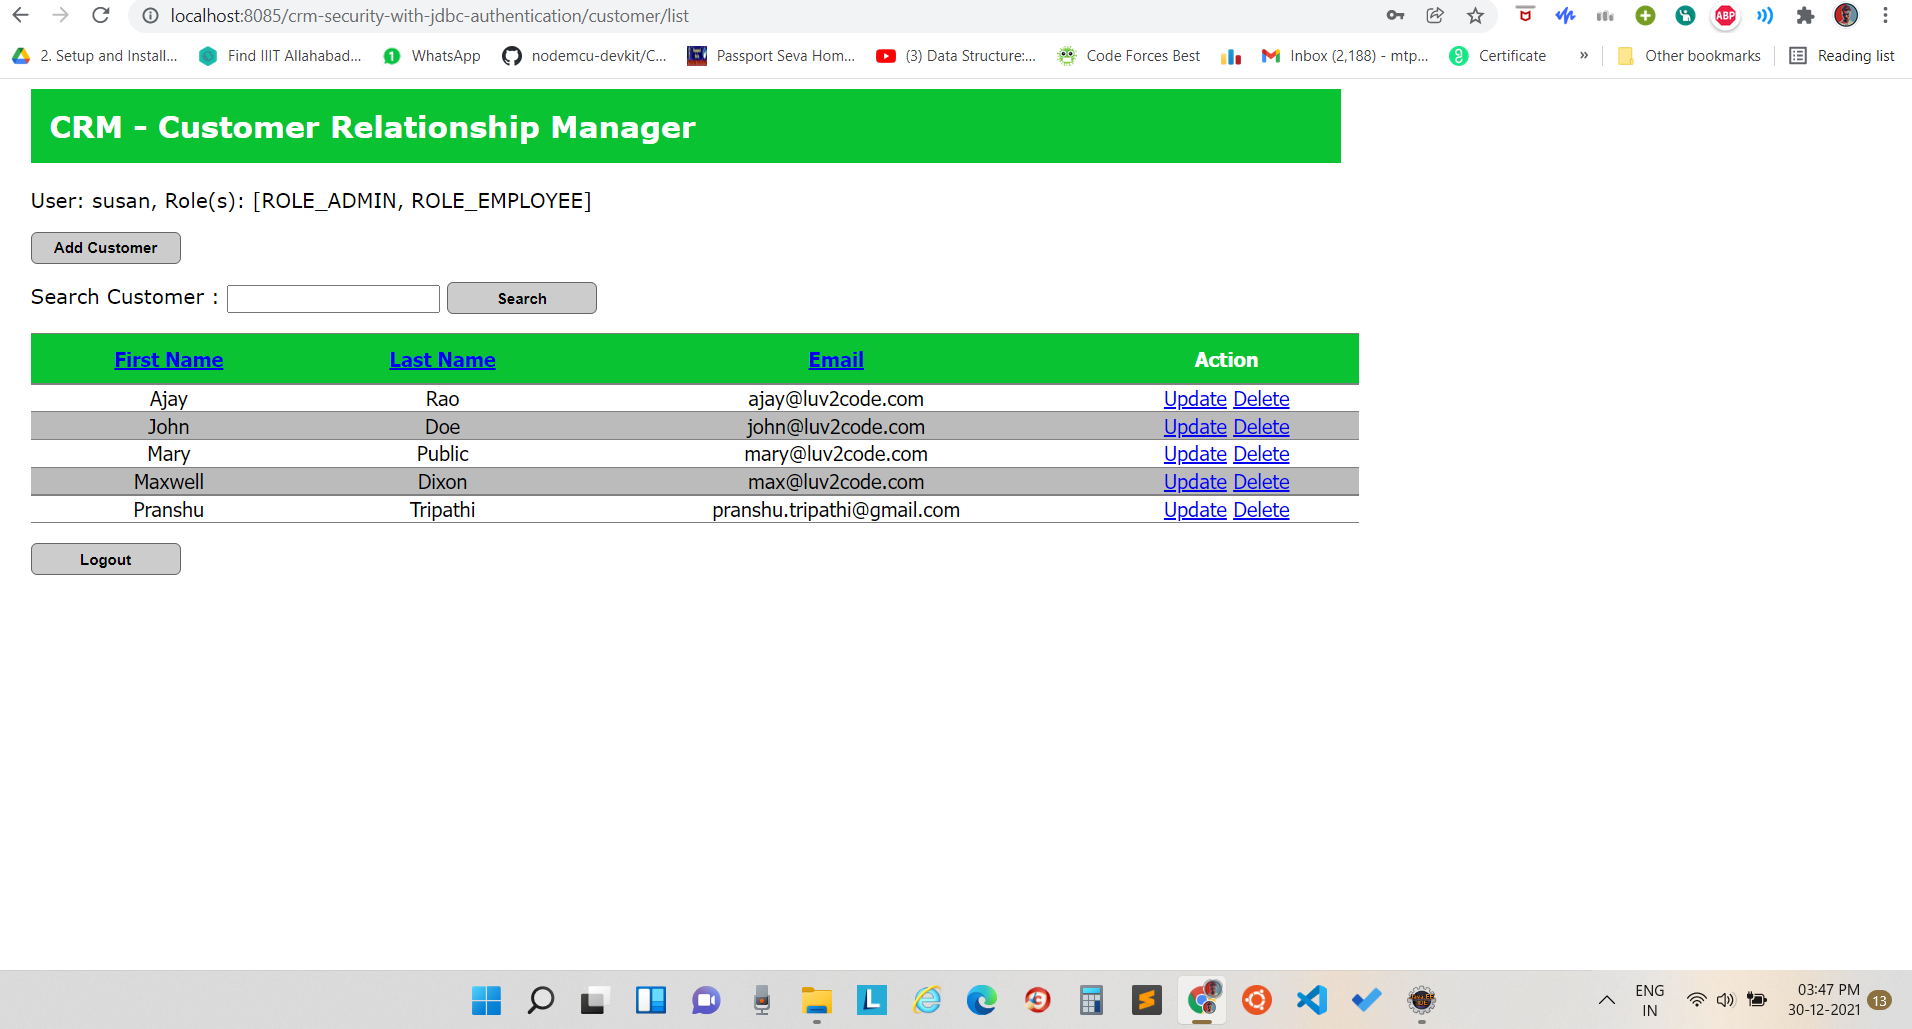 localhost:8085/crm-security-with-jdbc-authentication/customer/list
ABP
2. Setup and Install... Find IIIT Allahabad... 1 WhatsApp nodemcu-devkit/C... Passport Seva Hom... (3) Data Structure:... Code Forces Best Inbox (2,188) - mtp... Certificate » Other bookmarks Reading list
CRM - Customer Relationship Manager
User: susan, Role(s): [ROLE_ADMIN, ROLE_EMPLOYEE]
Add Customer
Search Customer : Search
First Name Last Name Email Action
Ajay Rao ajay@luv2code.com Update Delete
John Doe john@luv2code.com Update Delete
Mary Public mary@luv2code.com Update Delete
Maxwell Dixon max@luv2code.com Update Delete
Pranshu Tripathi pranshu.tripathi@gmail.com Update Delete
Logout
L
ENG 03:47 PM
IN 30-12-2021 13